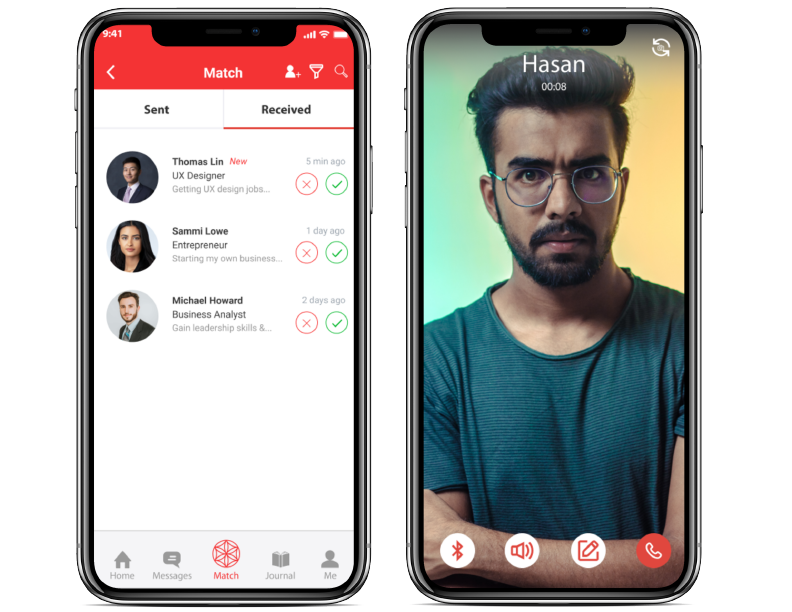 9:41
Match
Sent
Received
Thomas Lin New
5 min ago
UX Designer
Getting UX design jobs...
Sammi Lowe
1 day ago
Entrepreneur
Starting my own business...
Michael Howard
2 days ago
Business Analyst
Gain leadership skills &...
Home
Messages
Match
Journal
Me
Hasan
00:08